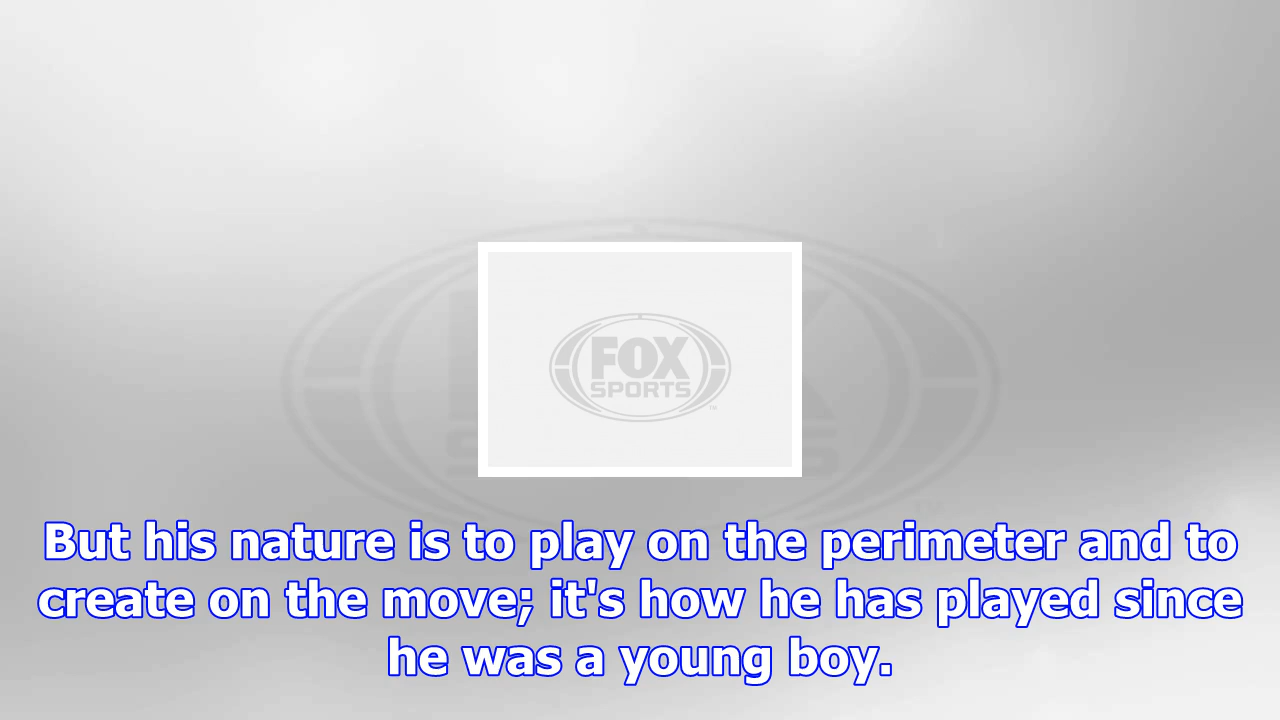 FOX
SPORTS
TM
But his nature is to play on the perimeter and to
create on the move; it's how he has played since
he was a young boy.